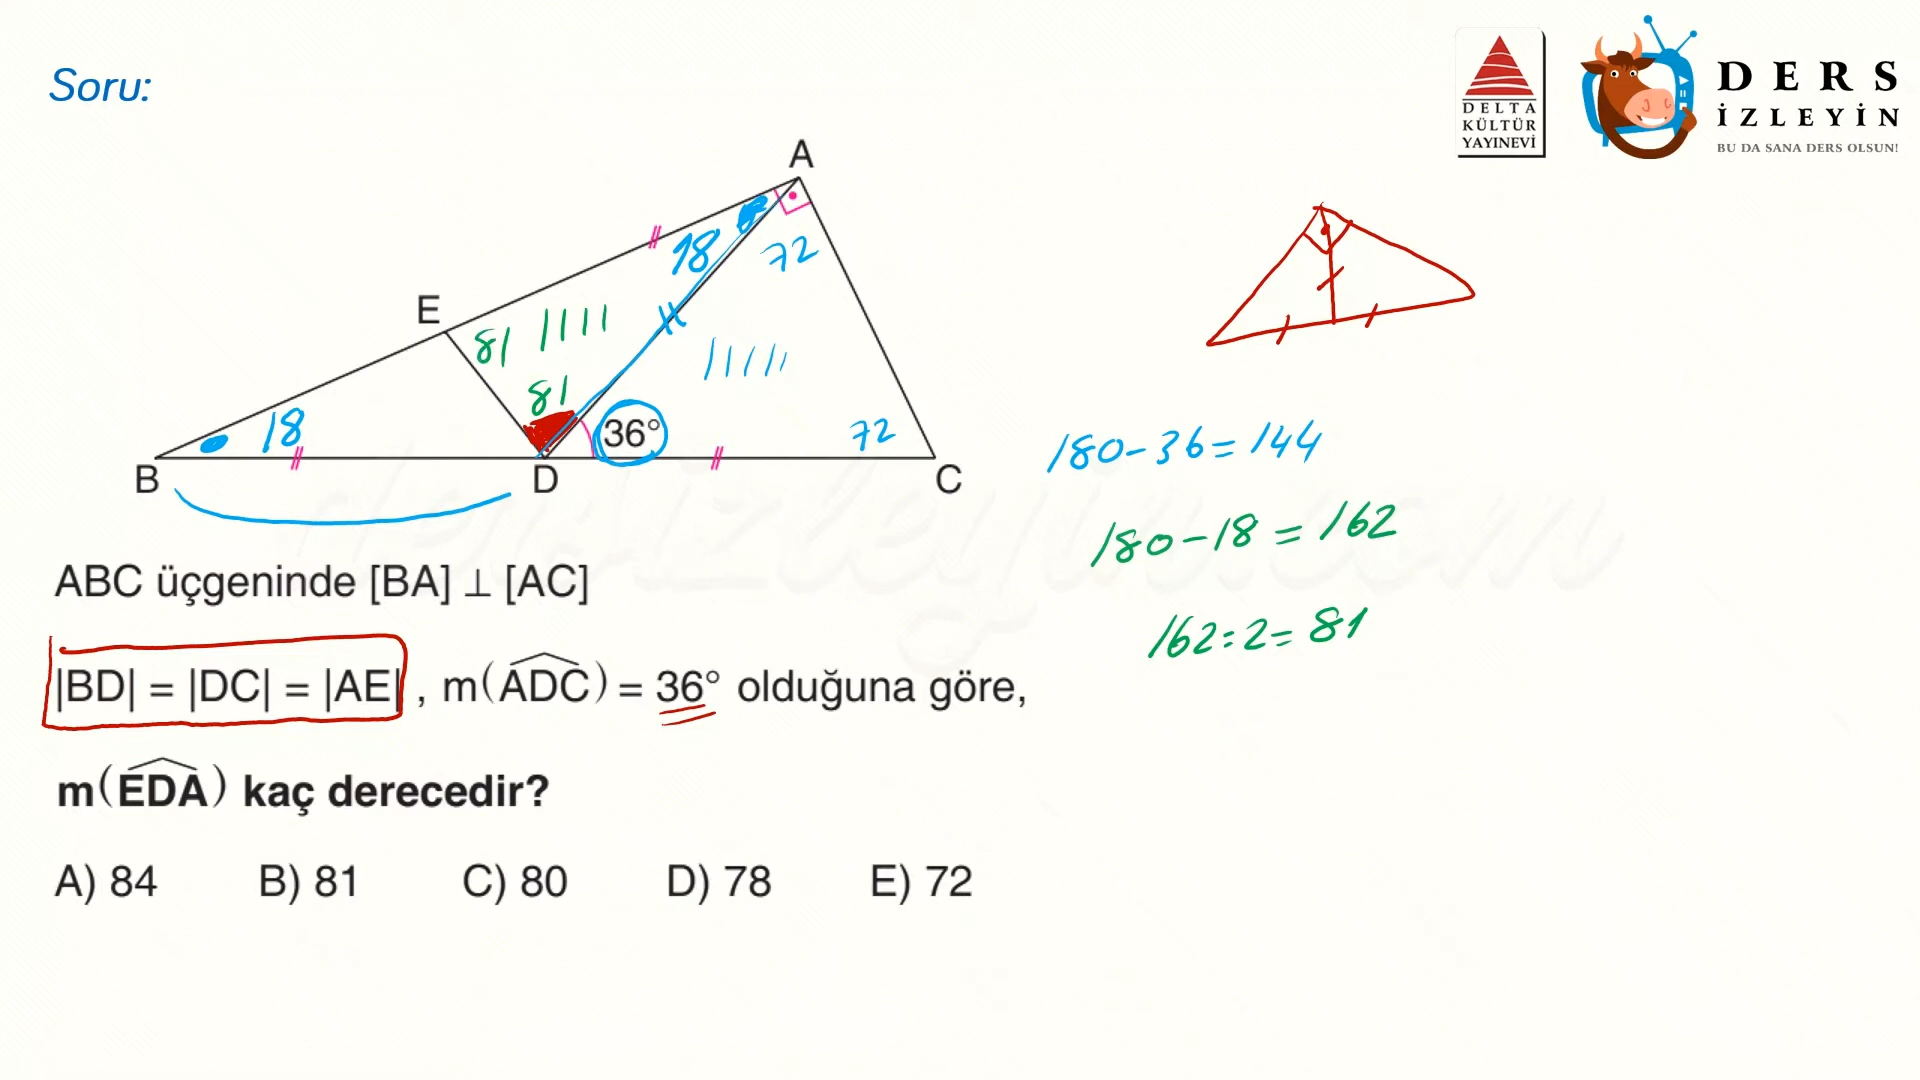 Soru:
DELTA
KÜLTÜR
YAYINEVİ
DERS
İZLEYİN
BU DA SANA DERS OLSUN!
A
18
72
E
81
81
18
36°
72
B
D
C
180-36=144
180-18=162
162:2=81
ABC üçgeninde [BA] ⊥ [AC]
|BD| = |DC| = |AE| , m(ADC) = 36° olduğuna göre,
m(EDA) kaç derecedir?
A) 84 B) 81 C) 80 D) 78 E) 72